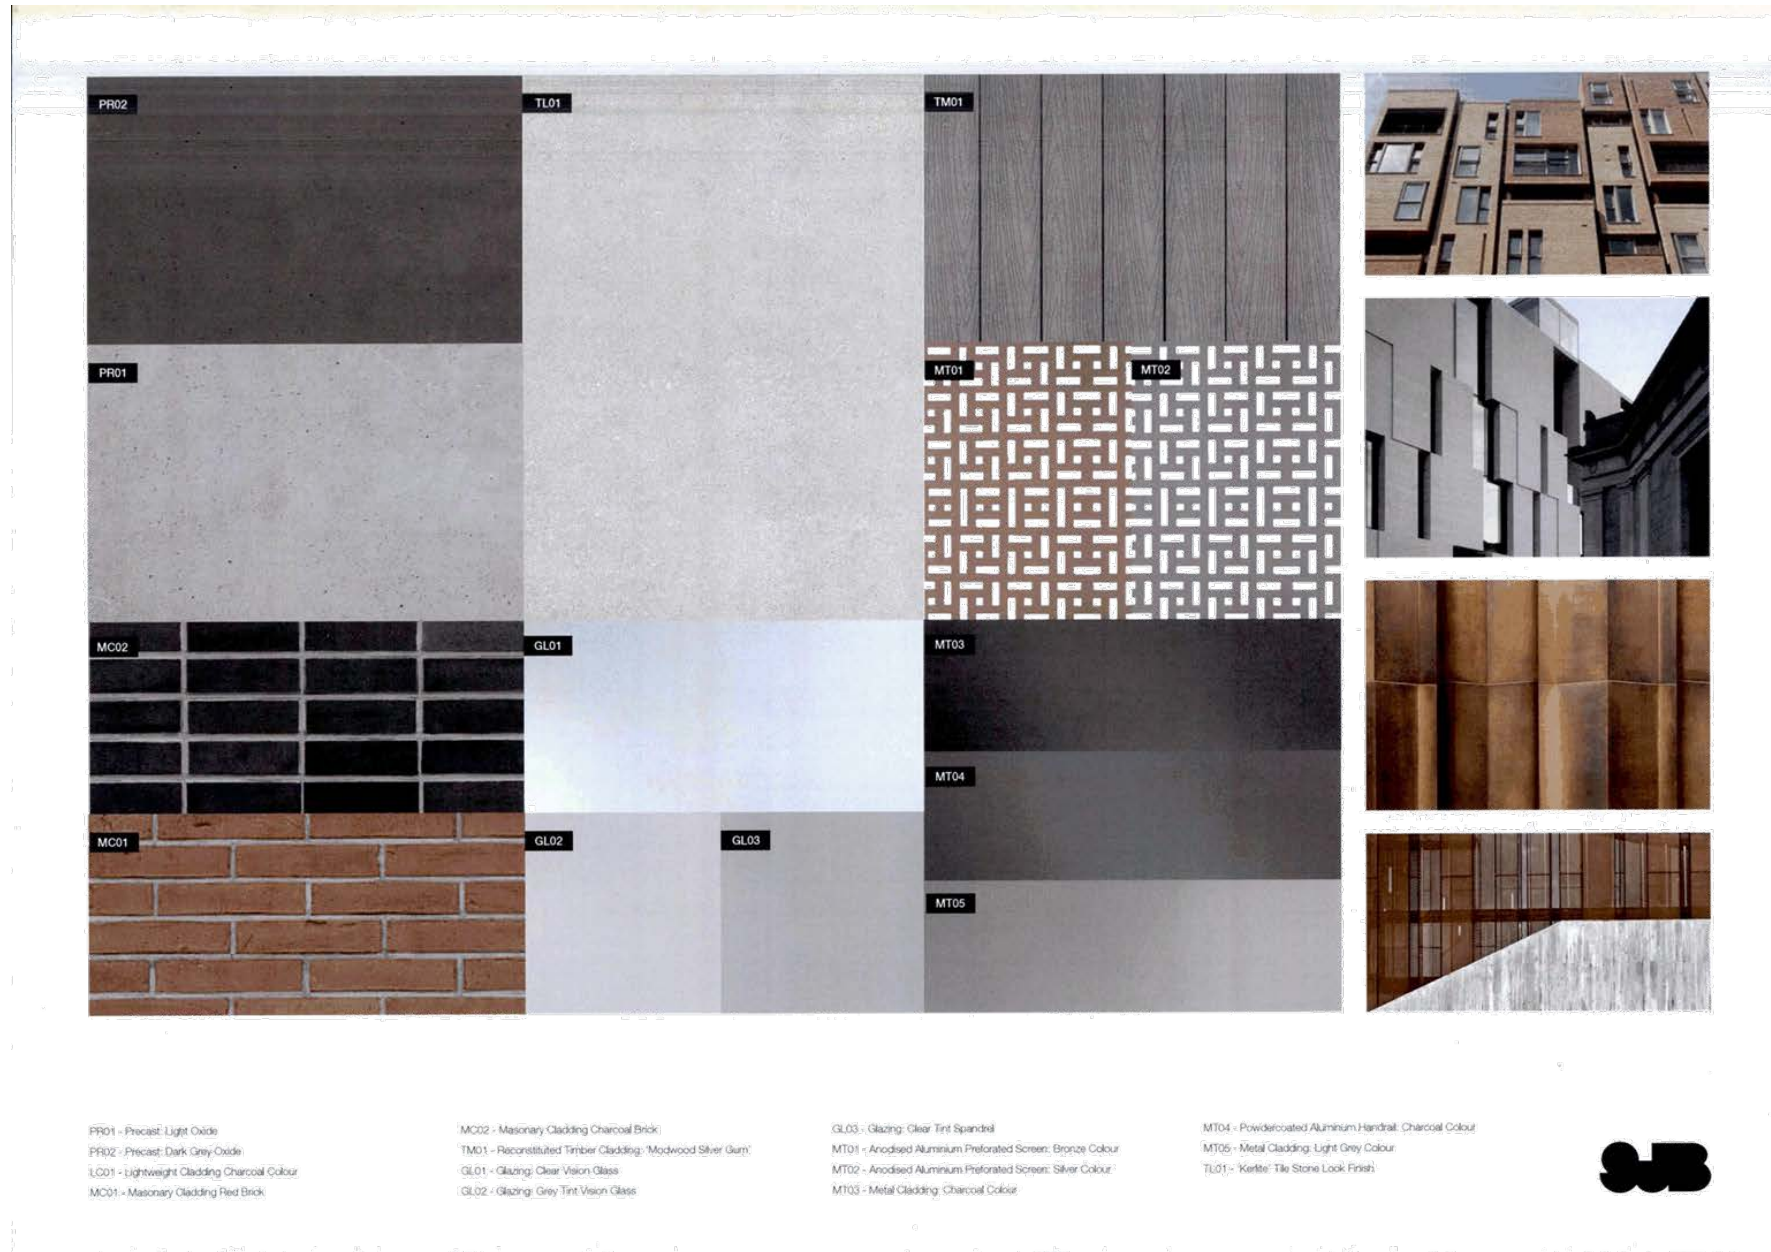 PR02
TL01
TM01
PR01
MT01
MT02
MC02
GL01
MT03
MT04
MC01
GL02
GL03
MT05
PR01 - Precast: Light Oxide
PR02 - Precast: Dark Grey Oxide
LC01 - Lightweight Cladding Charcoal Colour
MC01 - Masonary Cladding Red Brick
MC02 - Masonary Cladding Charcoal Brick
TM01 - Reconstituted Timber Cladding: 'Modwood Silver Gum'
GL01 - Glazing: Clear Vision Glass
GL02 - Glazing: Grey Tint Vision Glass
GL03 - Glazing: Clear Tint Spandrel
MT01 - Anodised Aluminium Preforated Screen: Bronze Colour
MT02 - Anodised Aluminium Preforated Screen: Silver Colour
MT03 - Metal Cladding: Charcoal Colour
MT04 - Powdercoated Aluminum Handrail: Charcoal Colour
MT05 - Metal Cladding: Light Grey Colour
TL01 - 'Kerlite' Tile Stone Look Finish
SJB